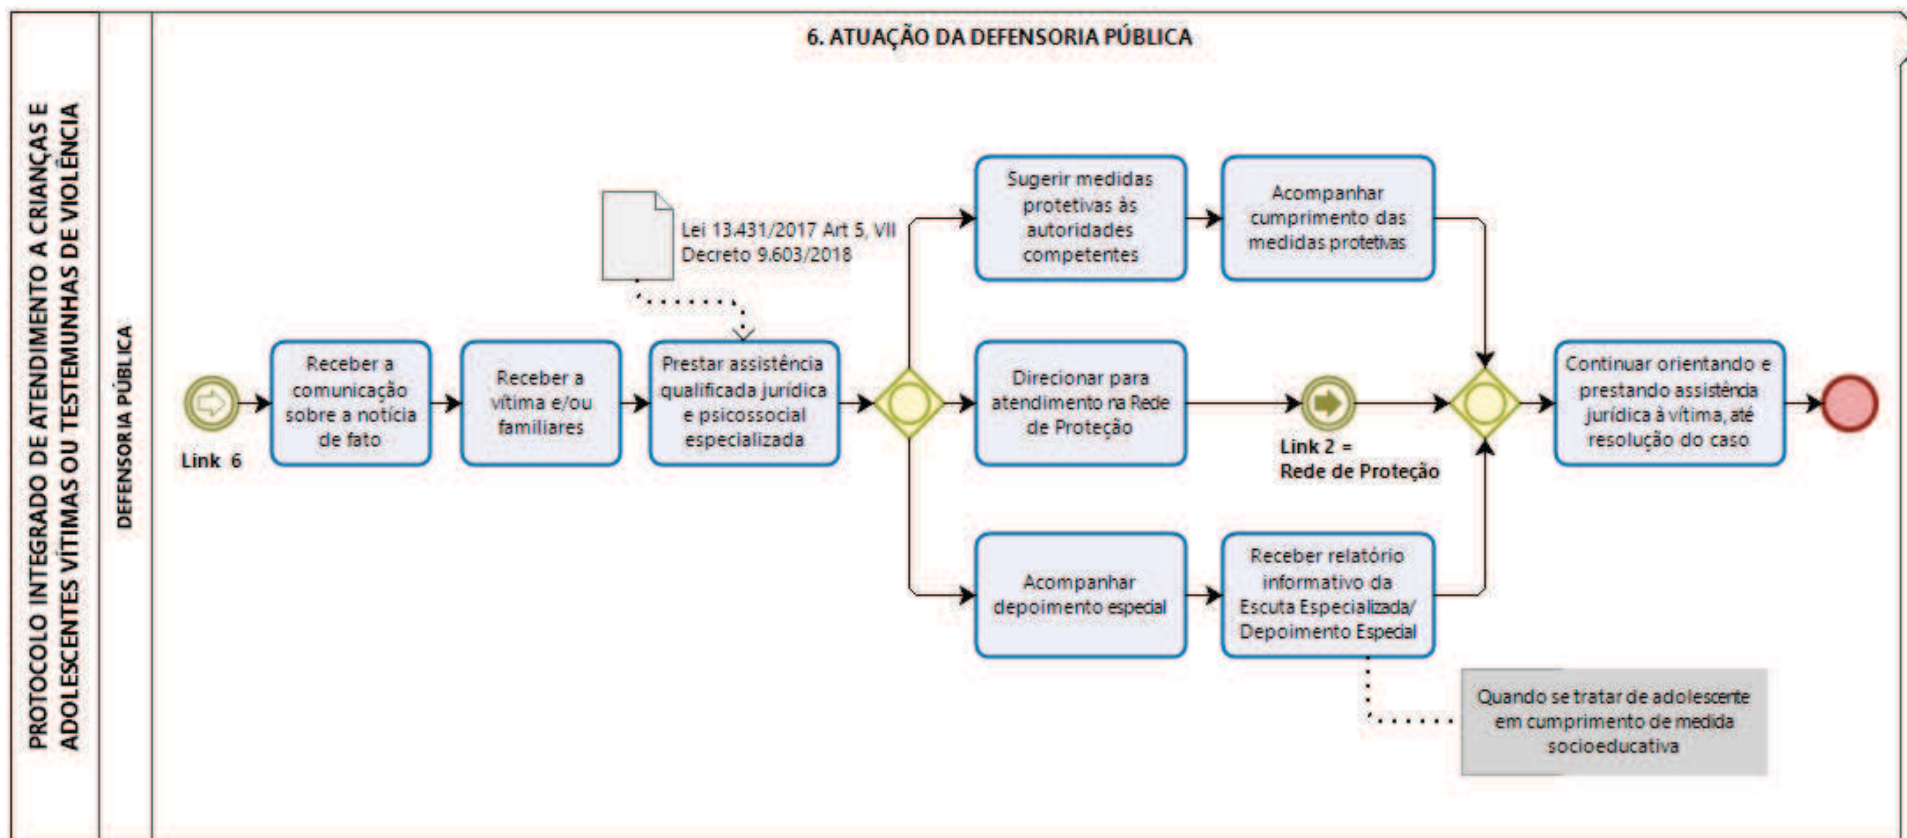 6. ATUAÇÃO DA DEFENSORIA PÚBLICA
PROTOCOLO INTEGRADO DE ATENDIMENTO A CRIANÇAS E
ADOLESCENTES VÍTIMAS OU TESTEMUNHAS DE VIOLÊNCIA
DEFENSORIA PÚBLICA
Link 6
Receber a
comunicação
sobre a notícia
de fato
Receber a
vítima e/ou
familiares
Lei 13.431/2017 Art 5, VII
Decreto 9.603/2018
Prestar assistência
qualificada jurídica
e psicossocial
especializada
Sugerir medidas
protetivas às
autoridades
competentes
Acompanhar
cumprimento das
medidas protetivas
Direcionar para
atendimento na Rede
de Proteção
Link 2 =
Rede de Proteção
Acompanhar
depoimento especial
Receber relatório
informativo da
Escuta Especializada/
Depoimento Especial
Quando se tratar de adolescente
em cumprimento de medida
socioeducativa
Continuar orientando e
prestando assistência
jurídica à vítima, até
resolução do caso